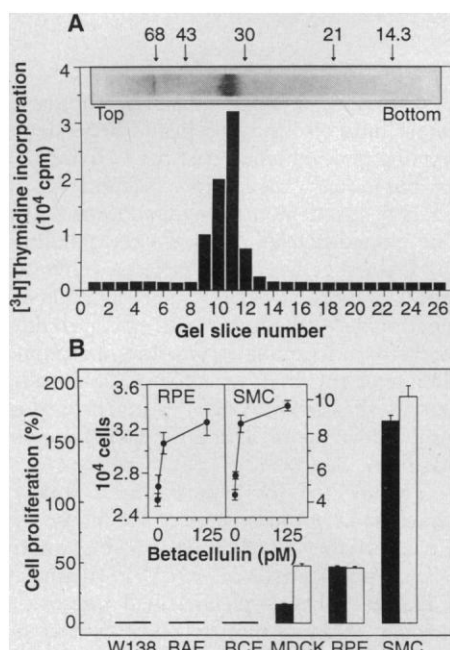 A
68 43 30 21 14.3
Top Bottom
[³H]Thymidine incorporation
(10⁴ cpm)
4
3
2
1
0
0 2 4 6 8 10 12 14 16 18 20 22 24 26
Gel slice number
B
Cell proliferation (%)
200
150
100
50
0
10⁴ cells
3.6
3.2
2.8
2.4
RPE SMC
10
8
6
4
0 125 0 125
Betacellulin (pM)
W138 BAE BCE MDCK RPE SMC